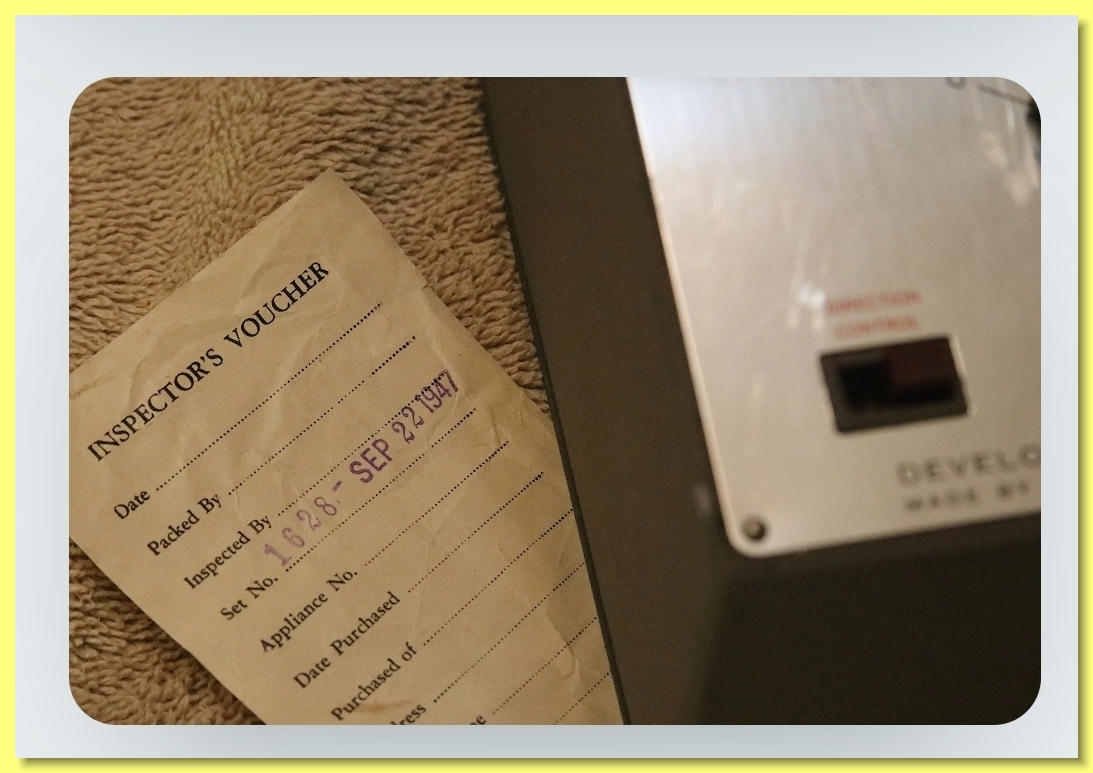 INSPECTOR'S VOUCHER
Date
Packed By
Inspected By
1628 - SEP 22 1947
Set No.
Appliance No.
Date Purchased
Purchased of
DIRECTION
CONTROL
DEVELO
MADE BY